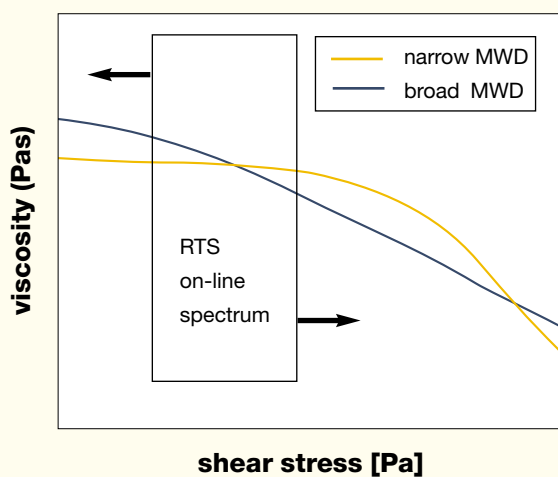 narrow MWD
broad MWD
viscosity (Pas)
RTS
on-line
spectrum
shear stress [Pa]